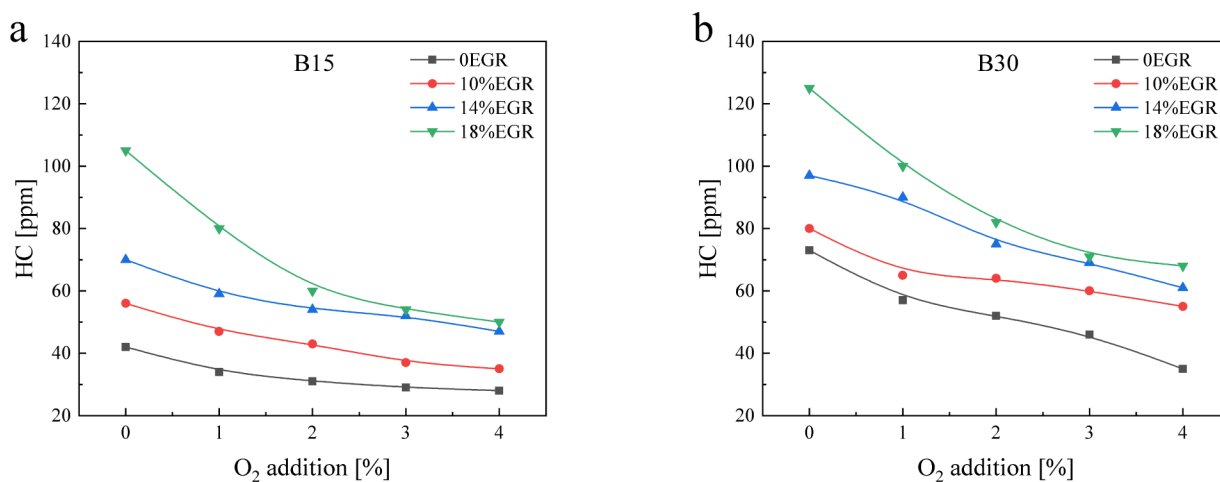 a
B15
0EGR
10%EGR
14%EGR
18%EGR
HC [ppm]
140
120
100
80
60
40
20
0 1 2 3 4
O₂ addition [%]
b
B30
0EGR
10%EGR
14%EGR
18%EGR
HC [ppm]
140
120
100
80
60
40
20
0 1 2 3 4
O₂ addition [%]